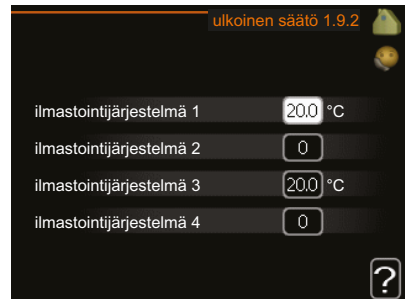 ulkoinen säätö 1.9.2
ilmastointijärjestelmä 1 20.0 °C
ilmastointijärjestelmä 2 0
ilmastointijärjestelmä 3 20.0 °C
ilmastointijärjestelmä 4 0
?